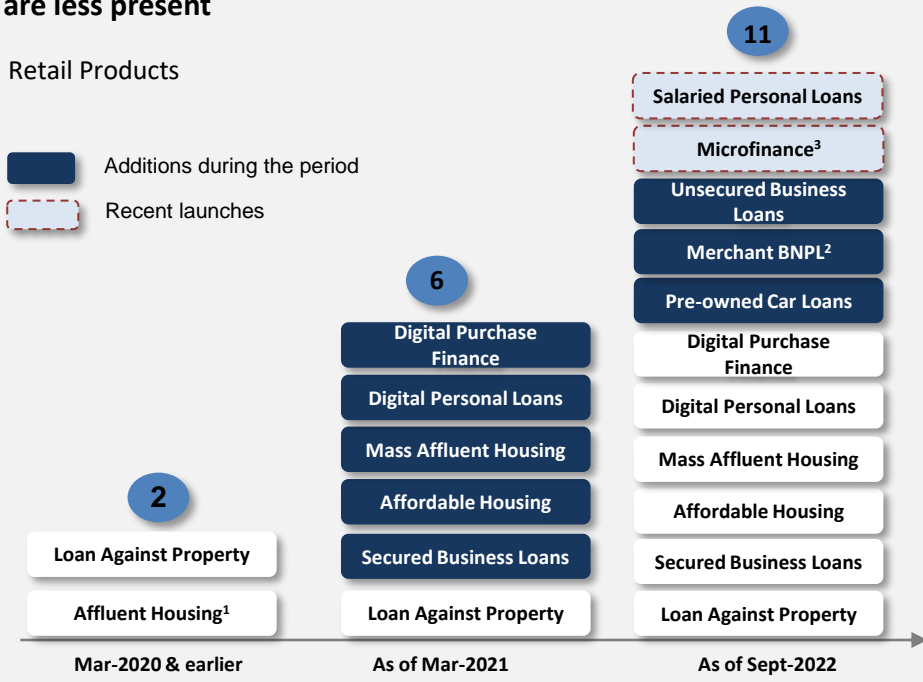 are less present
Retail Products
Additions during the period
Recent launches
2
Loan Against Property
Affluent Housing¹
Mar-2020 & earlier
6
Digital Purchase
Finance
Digital Personal Loans
Mass Affluent Housing
Affordable Housing
Secured Business Loans
Loan Against Property
As of Mar-2021
11
Salaried Personal Loans
Microfinance³
Unsecured Business
Loans
Merchant BNPL²
Pre-owned Car Loans
Digital Purchase
Finance
Digital Personal Loans
Mass Affluent Housing
Affordable Housing
Secured Business Loans
Loan Against Property
As of Sept-2022